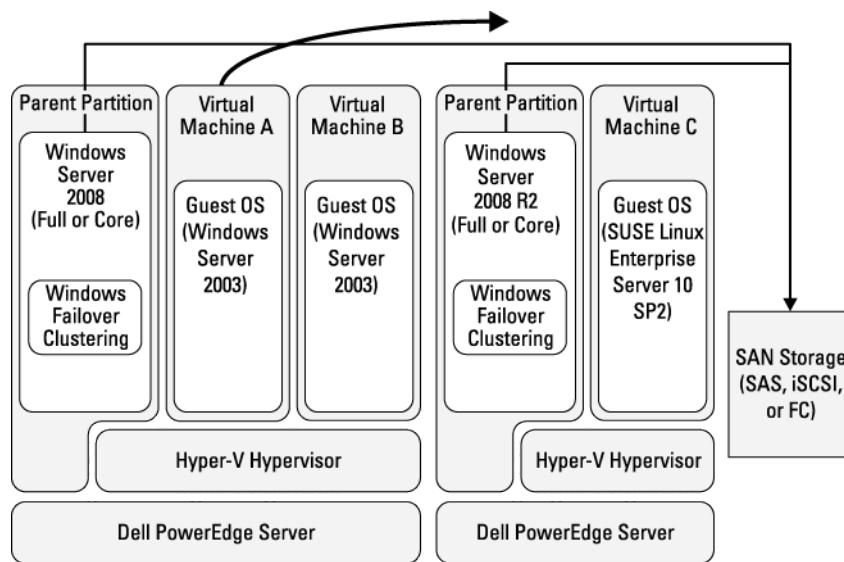 Parent Partition
Windows
Server
2008
(Full or Core)
Windows
Failover
Clustering
Virtual
Machine A
Guest OS
(Windows
Server
2003)
Virtual
Machine B
Guest OS
(Windows
Server
2003)
Hyper-V Hypervisor
Dell PowerEdge Server
Parent Partition
Windows
Server
2008 R2
(Full or Core)
Windows
Failover
Clustering
Virtual
Machine C
Guest OS
(SUSE Linux
Enterprise
Server 10
SP2)
Hyper-V Hypervisor
Dell PowerEdge Server
SAN Storage
(SAS, iSCSI,
or FC)